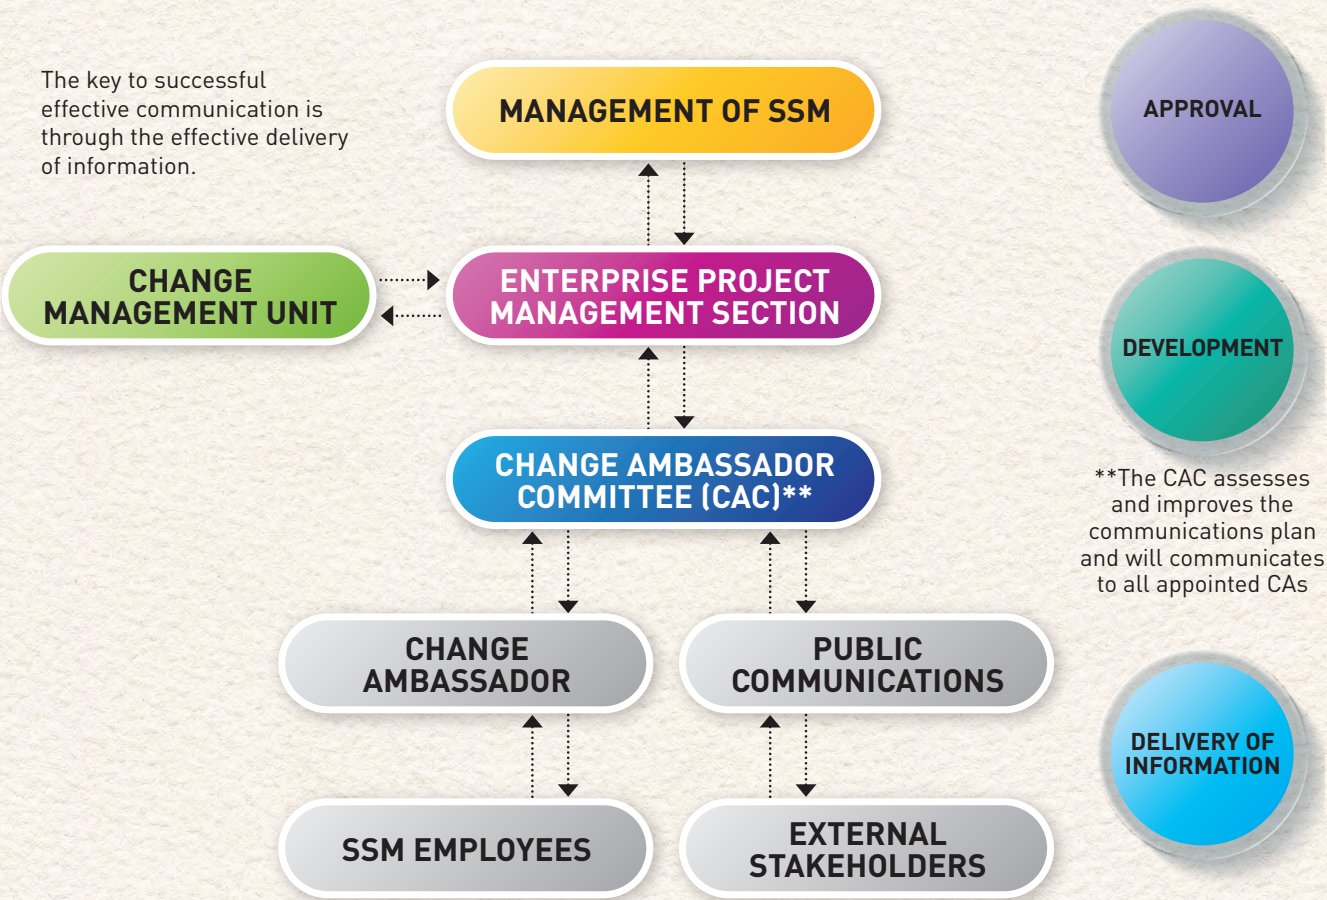 The key to successful
effective communication is
through the effective delivery
of information.
MANAGEMENT OF SSM
APPROVAL
CHANGE
MANAGEMENT UNIT
ENTERPRISE PROJECT
MANAGEMENT SECTION
DEVELOPMENT
CHANGE AMBASSADOR
COMMITTEE (CAC)**
**The CAC assesses
and improves the
communications plan
and will communicates
to all appointed CAs
CHANGE
AMBASSADOR
PUBLIC
COMMUNICATIONS
DELIVERY OF
INFORMATION
SSM EMPLOYEES
EXTERNAL
STAKEHOLDERS